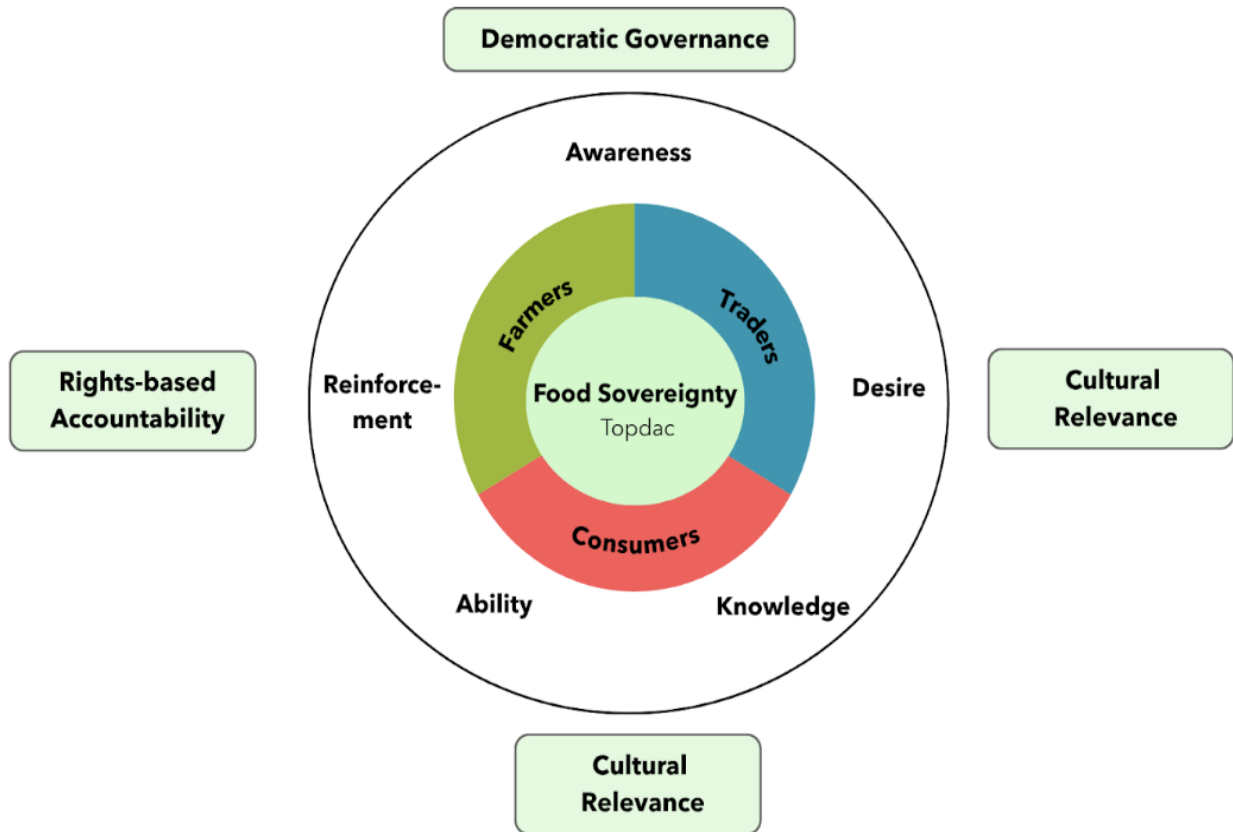 Democratic Governance
Awareness
Farmers
Traders
Rights-based
Accountability
Reinforce-
ment
Food Sovereignty
Topdac
Desire
Cultural
Relevance
Consumers
Ability
Knowledge
Cultural
Relevance